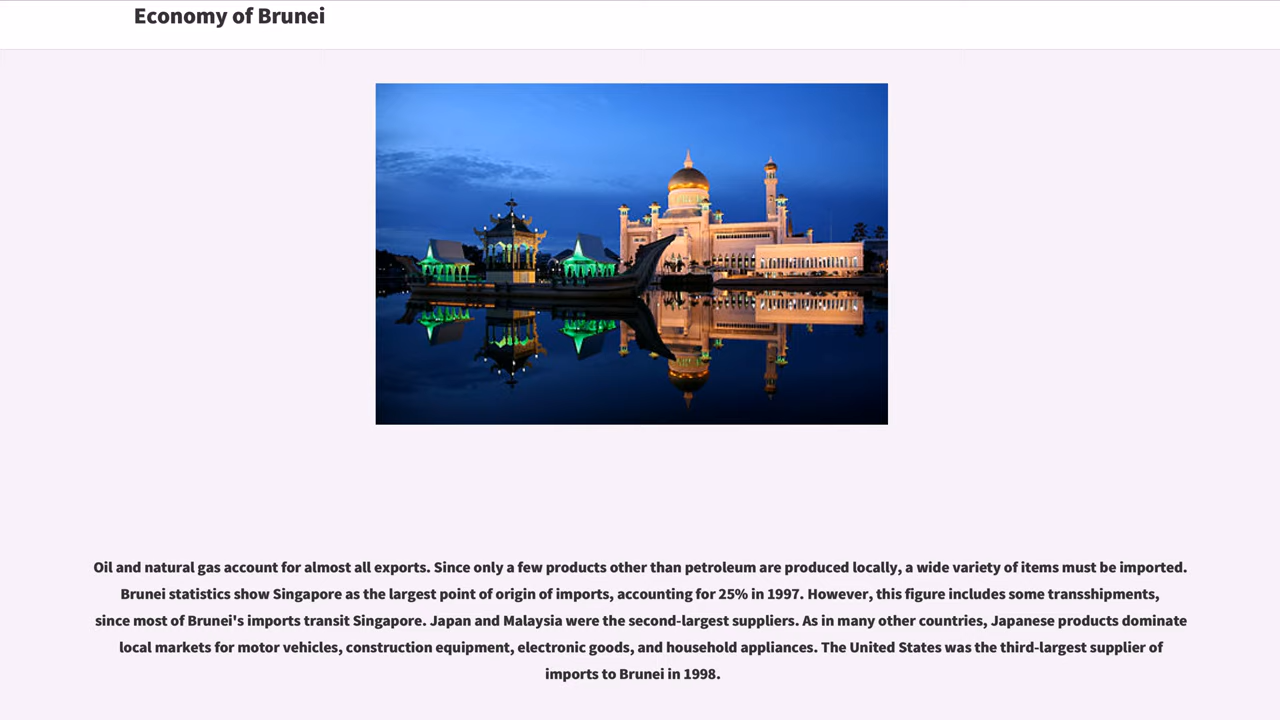 Economy of Brunei
Oil and natural gas account for almost all exports. Since only a few products other than petroleum are produced locally, a wide variety of items must be imported.
Brunei statistics show Singapore as the largest point of origin of imports, accounting for 25% in 1997. However, this figure includes some transshipments,
since most of Brunei's imports transit Singapore. Japan and Malaysia were the second-largest suppliers. As in many other countries, Japanese products dominate
local markets for motor vehicles, construction equipment, electronic goods, and household appliances. The United States was the third-largest supplier of
imports to Brunei in 1998.